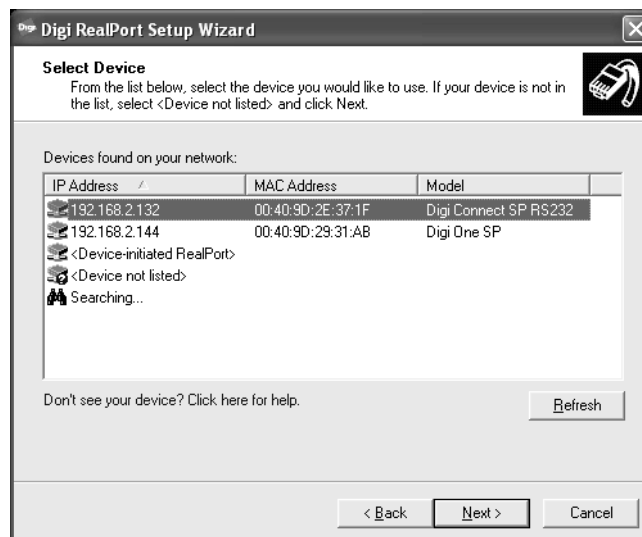 Digi Digi RealPort Setup Wizard
Select Device
From the list below, select the device you would like to use. If your device is not in
the list, select <Device not listed> and click Next.
Devices found on your network:
IP Address MAC Address Model
192.168.2.132 00:40:9D:2E:37:1F Digi Connect SP RS232
192.168.2.144 00:40:9D:29:31:AB Digi One SP
<Device-initiated RealPort>
<Device not listed>
Searching...
Don't see your device? Click here for help.
Refresh
< Back Next > Cancel